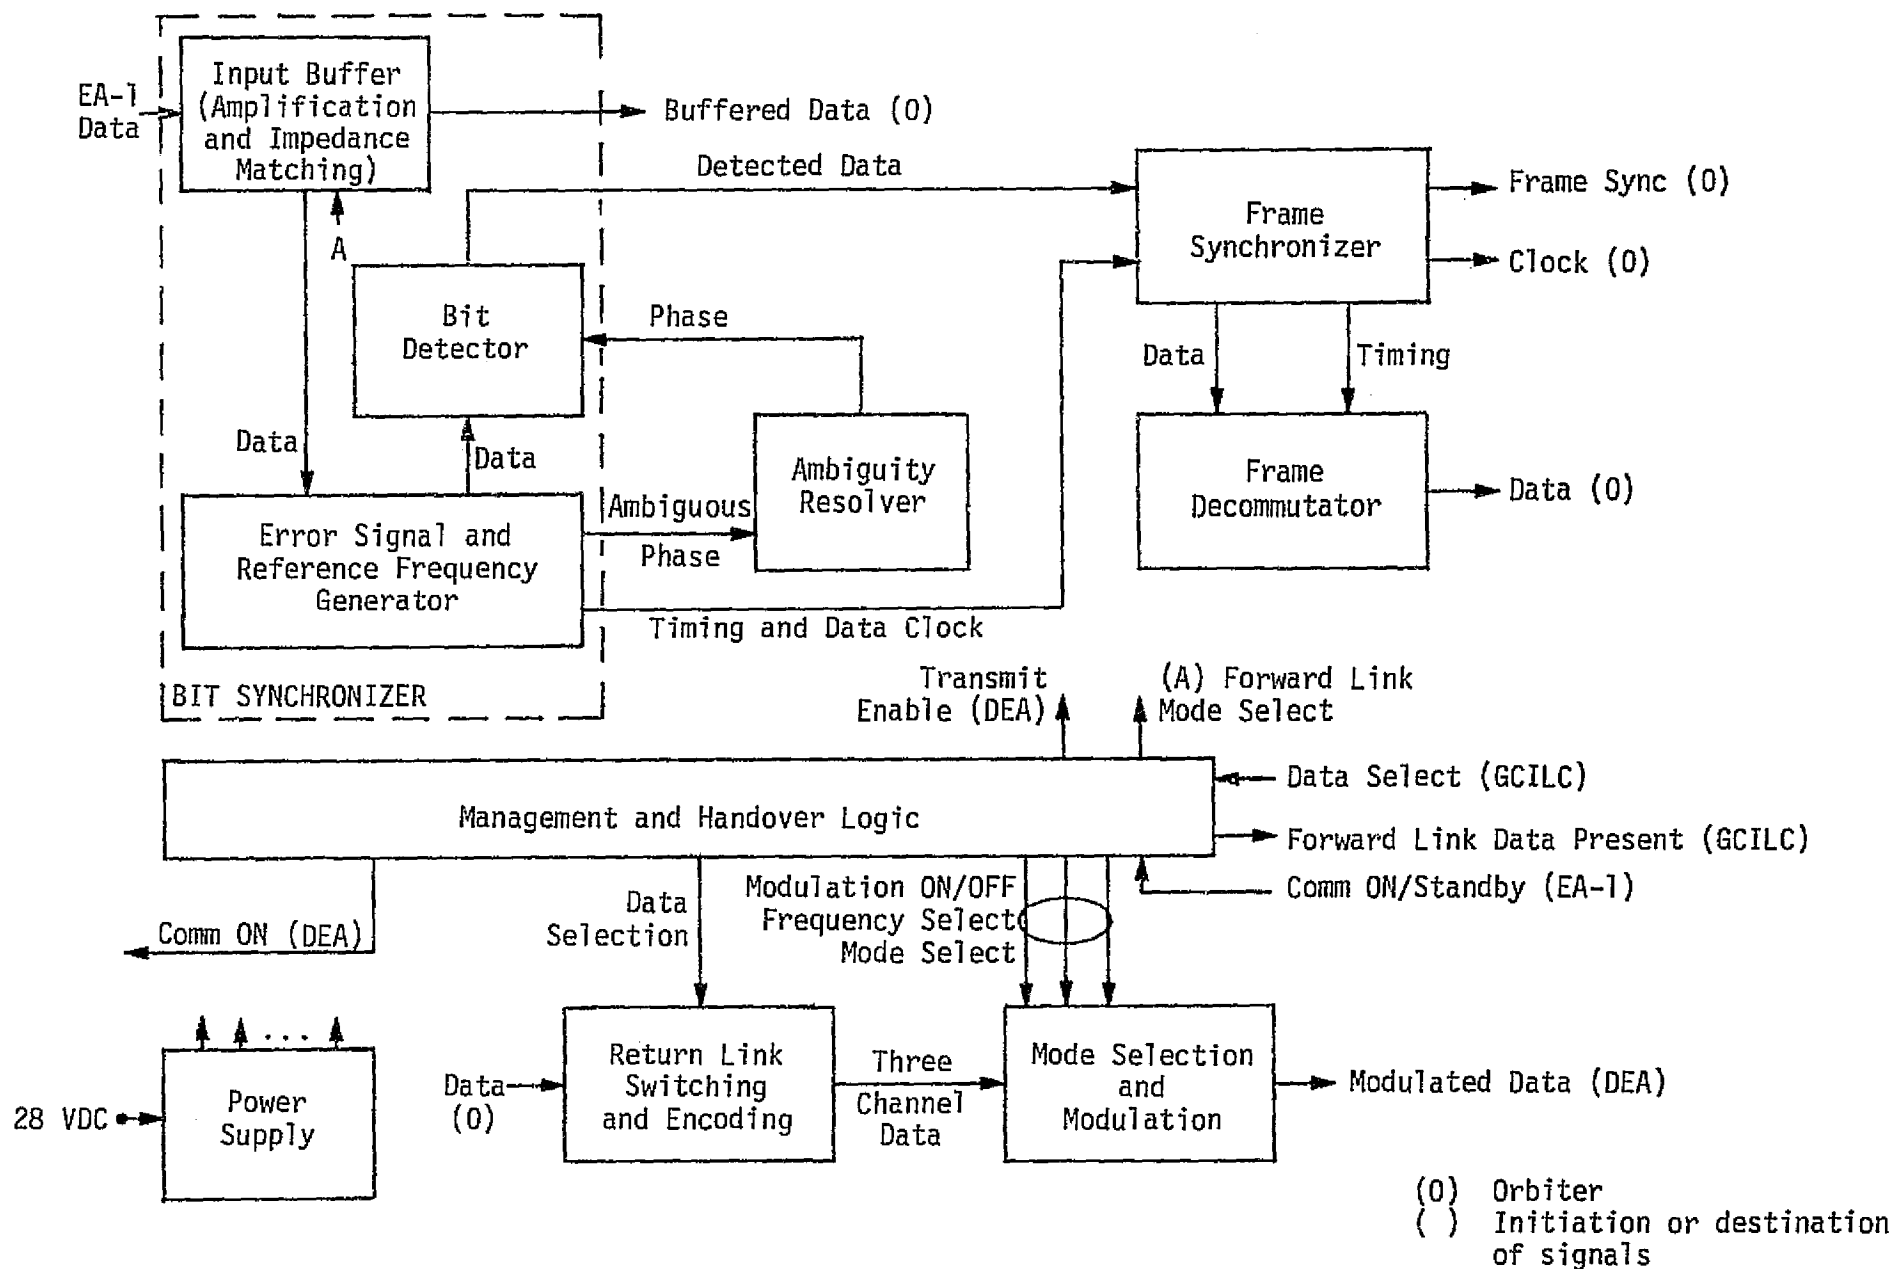 Input Buffer
(Amplification
and Impedance
Matching)
EA-1
Data
Buffered Data (O)
Detected Data
A
Bit
Detector
Phase
Frame
Synchronizer
Frame Sync (O)
Clock (O)
Data
Timing
Data
Data
Ambiguous
Phase
Ambiguity
Resolver
Frame
Decommutator
Data (O)
Error Signal and
Reference Frequency
Generator
Timing and Data Clock
BIT SYNCHRONIZER
Transmit
Enable (DEA)
(A) Forward Link
Mode Select
Management and Handover Logic
Data Select (GCILC)
Forward Link Data Present (GCILC)
Comm ON/Standby (EA-1)
Comm ON (DEA)
Data
Selection
Modulation ON/OFF
Frequency Select
Mode Select
28 VDC
Power
Supply
...
Data
(O)
Return Link
Switching
and Encoding
Three
Channel
Data
Mode Selection
and
Modulation
Modulated Data (DEA)
(O) Orbiter
( ) Initiation or destination
of signals